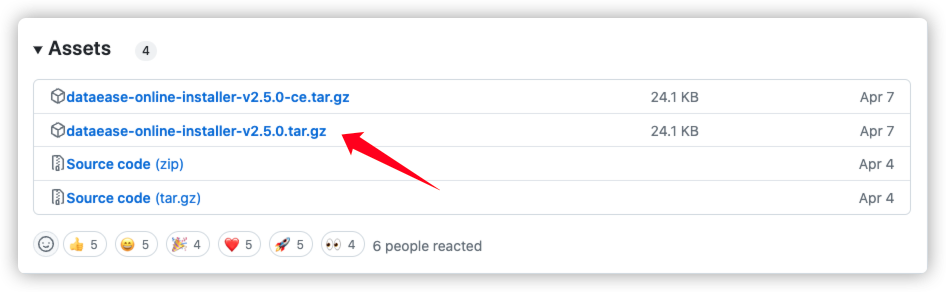 Assets 4
dataease-online-installer-v2.5.0-ce.tar.gz 24.1 KB Apr 7
dataease-online-installer-v2.5.0.tar.gz 24.1 KB Apr 7
Source code (zip) Apr 4
Source code (tar.gz) Apr 4
👍 5 😄 5 🎉 4 ❤️ 5 🚀 5 👀 4 6 people reacted